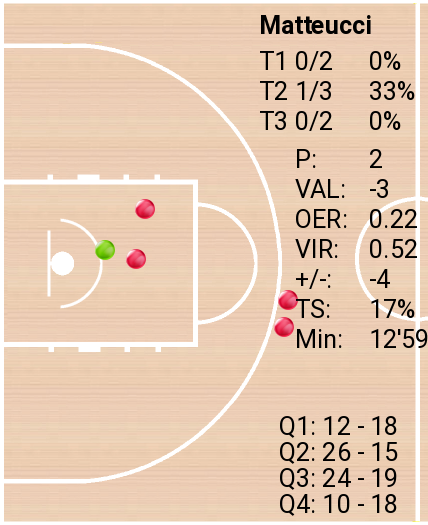 Matteucci
T1 0/2 0%
T2 1/3 33%
T3 0/2 0%
P: 2
VAL: -3
OER: 0.22
VIR: 0.52
+/-: -4
TS: 17%
Min: 12'59
Q1: 12 - 18
Q2: 26 - 15
Q3: 24 - 19
Q4: 10 - 18